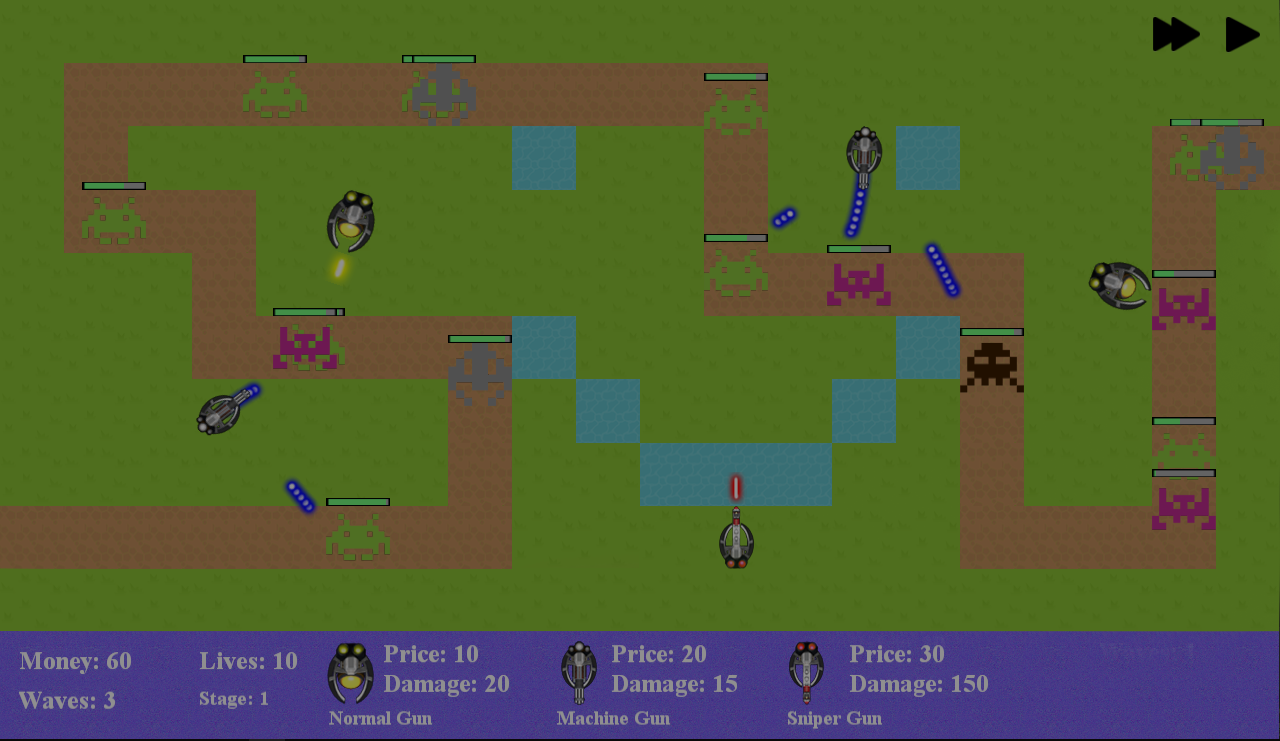 Money: 60
Waves: 3
Lives: 10
Stage: 1
Price: 10
Damage: 20
Normal Gun
Price: 20
Damage: 15
Machine Gun
Price: 30
Damage: 150
Sniper Gun